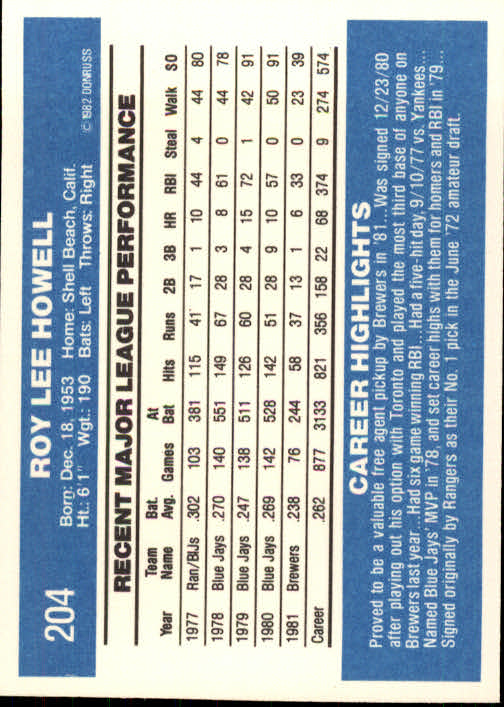 204
ROY LEE HOWELL
Born: Dec. 18, 1953 Home: Shell Beach, Calif.
Ht.: 6'1" Wgt.: 190 Bats: Left Throws: Right
© 1982 DONRUSS
RECENT MAJOR LEAGUE PERFORMANCE
Team Bat. At
Year Name Avg. Games Bat Hits Runs 2B 3B HR RBI Steal Walk SO
1977 Ran/BlJs .302 103 381 115 41 17 1 10 44 4 44 80
1978 Blue Jays .270 140 551 149 67 28 3 8 61 0 44 78
1979 Blue Jays .247 138 511 126 60 28 4 15 72 1 42 91
1980 Blue Jays .269 142 528 142 51 28 9 10 57 0 50 91
1981 Brewers .238 76 244 58 37 13 1 6 33 0 23 39
Career .262 877 3133 821 356 158 22 68 374 9 274 574
CAREER HIGHLIGHTS
Proved to be a valuable free agent pickup by Brewers in '81...Was signed 12/23/80
after playing out his option with Toronto and played the most third base of anyone on
Brewers last year...Had six game winning RBI...Had a five-hit day, 9/10/77 vs. Yankees...
Named Blue Jays' MVP in '78, and set career highs with them for homers and RBI in '79...
Signed originally by Rangers as their No. 1 pick in the June '72 amateur draft.